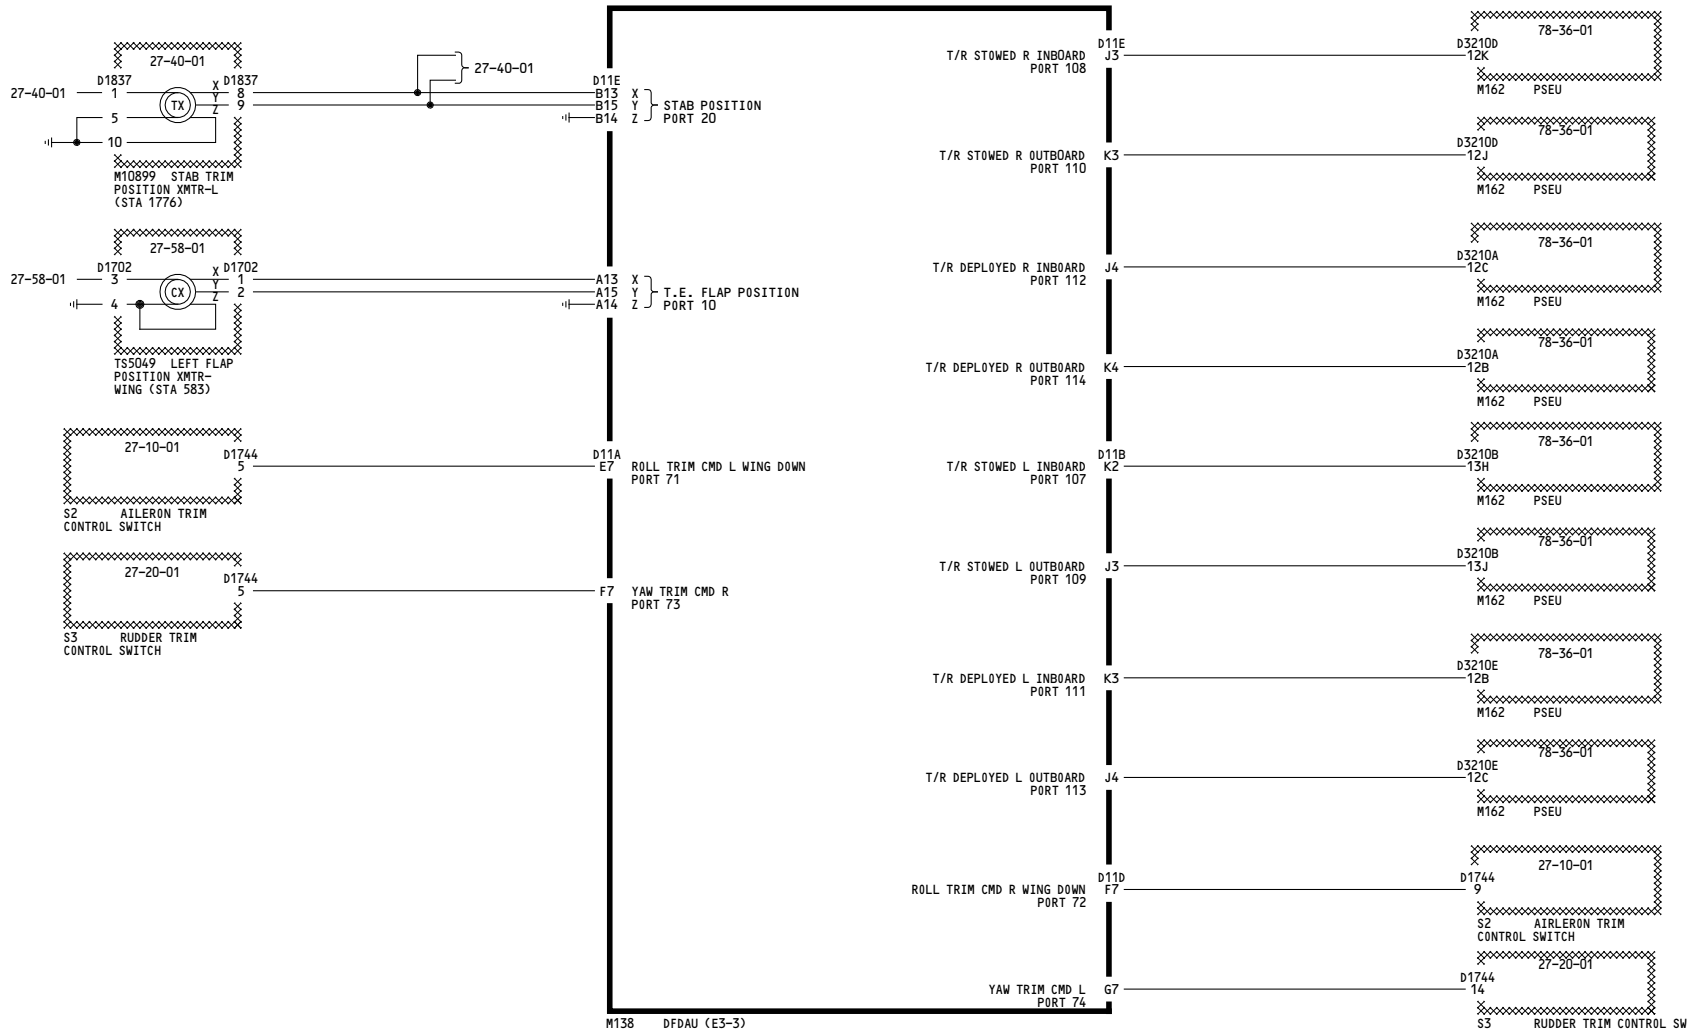 27-40-01
D1837 D1837
27-40-01 1 TX X 8
Y 9
5 Z
10
M10899 STAB TRIM
POSITION XMTR-L
(STA 1776)
27-40-01
D11E
B13 X
B15 Y STAB POSITION
B14 Z PORT 20
27-58-01
D1702 D1702
27-58-01 3 CX X 1
Y 2
4 Z
TS5049 LEFT FLAP
POSITION XMTR-
WING (STA 583)
A13 X
A15 Y T.E. FLAP POSITION
A14 Z PORT 10
27-10-01
D1744
5
S2 AILERON TRIM
CONTROL SWITCH
D11A
E7 ROLL TRIM CMD L WING DOWN
PORT 71
27-20-01
D1744
5
S3 RUDDER TRIM
CONTROL SWITCH
F7 YAW TRIM CMD R
PORT 73
D11E
T/R STOWED R INBOARD J3
PORT 108
78-36-01
D3210D
12K
M162 PSEU
T/R STOWED R OUTBOARD K3
PORT 110
78-36-01
D3210D
12J
M162 PSEU
T/R DEPLOYED R INBOARD J4
PORT 112
78-36-01
D3210A
12C
M162 PSEU
T/R DEPLOYED R OUTBOARD K4
PORT 114
78-36-01
D3210A
12B
M162 PSEU
D11B
T/R STOWED L INBOARD K2
PORT 107
78-36-01
D3210B
13H
M162 PSEU
T/R STOWED L OUTBOARD J3
PORT 109
78-36-01
D3210B
13J
M162 PSEU
T/R DEPLOYED L INBOARD K3
PORT 111
78-36-01
D3210E
12B
M162 PSEU
T/R DEPLOYED L OUTBOARD J4
PORT 113
78-36-01
D3210E
12C
M162 PSEU
D11D
ROLL TRIM CMD R WING DOWN F7
PORT 72
27-10-01
D1744
9
S2 AIRLERON TRIM
CONTROL SWITCH
YAW TRIM CMD L G7
PORT 74
27-20-01
D1744
14
S3 RUDDER TRIM CONTROL SW
M138 DFDAU (E3-3)